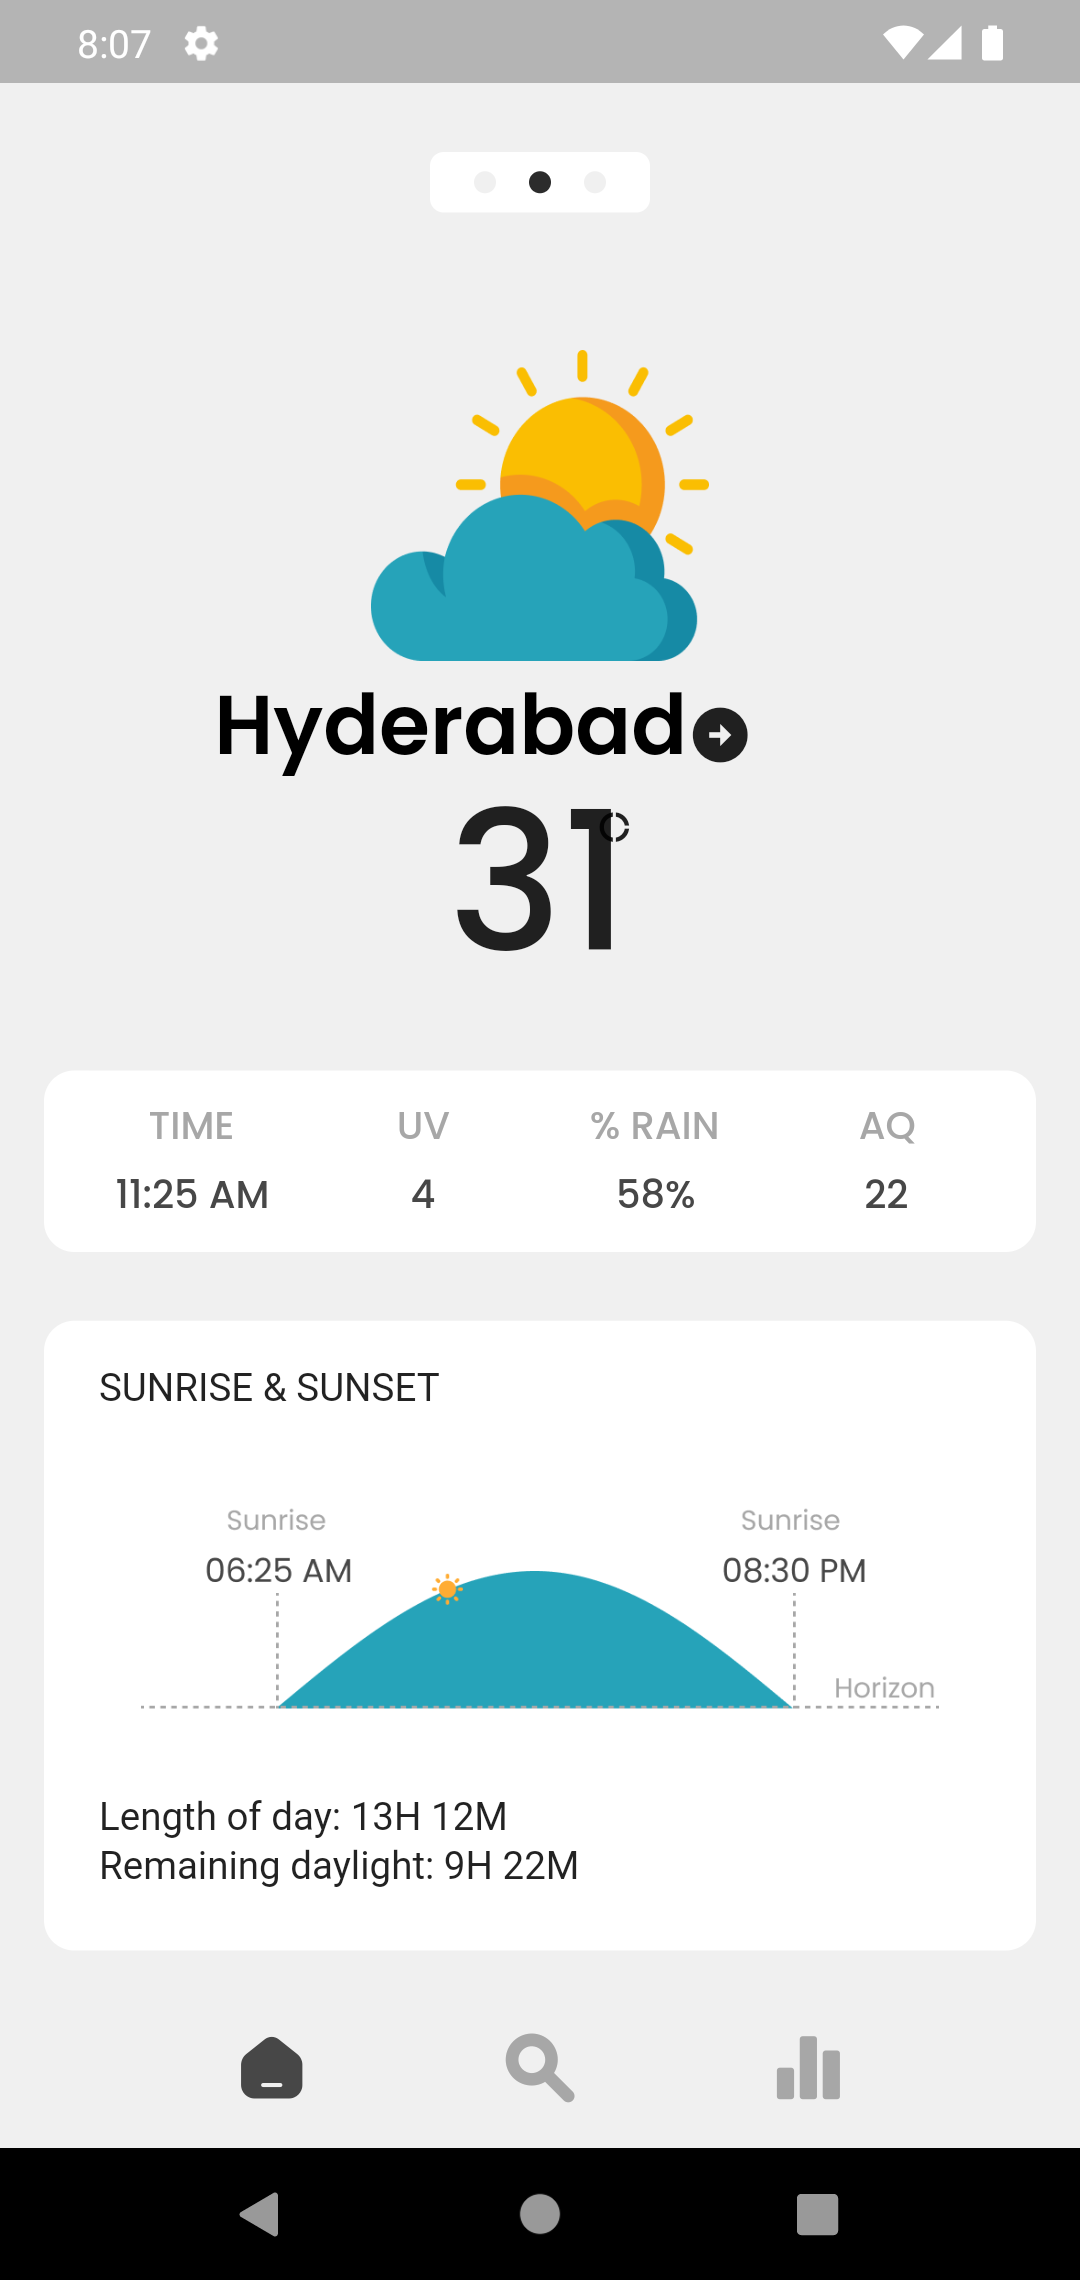 8:07
Hyderabad
31
TIME UV % RAIN AQ
11:25 AM 4 58% 22
SUNRISE & SUNSET
Sunrise Sunrise
06:25 AM 08:30 PM
Horizon
Length of day: 13H 12M
Remaining daylight: 9H 22M